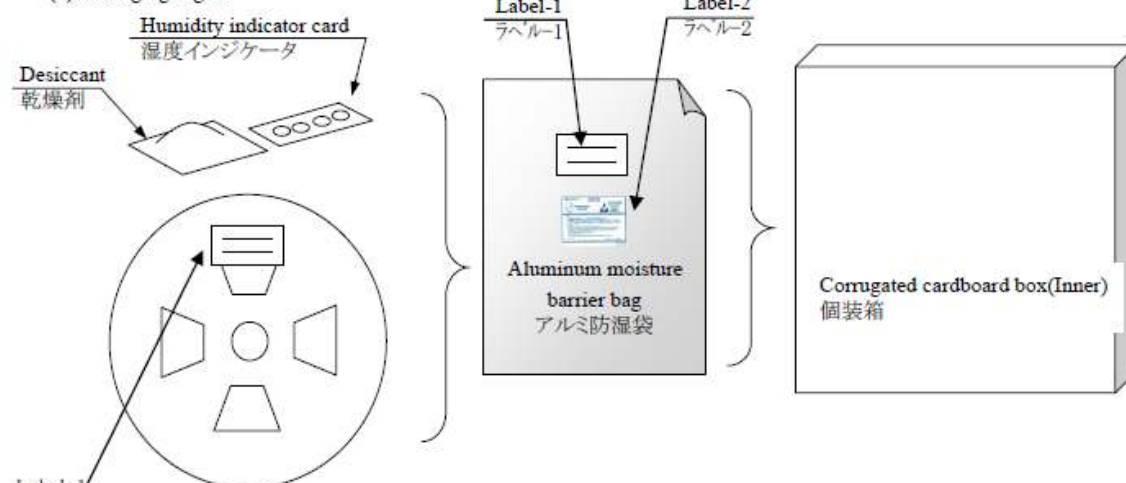 Humidity indicator card
湿度インジケータ
Desiccant
乾燥剤
Label-1
ラベル-1
Label-2
ラベル-2
Aluminum moisture
barrier bag
アルミ防湿袋
Corrugated cardboard box(Inner)
個装箱